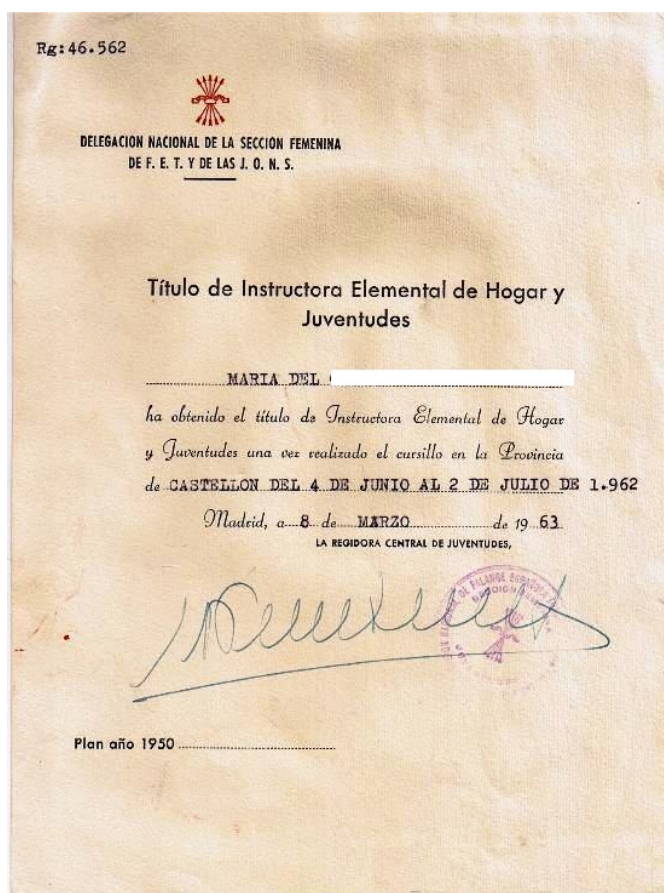 Rg:46.562
DELEGACION NACIONAL DE LA SECCION FEMENINA
DE F. E. T. Y DE LAS J. O. N. S.
Título de Instructora Elemental de Hogar y
Juventudes
MARIA DEL
ha obtenido el título de Instructora Elemental de Hogar
y Juventudes una vez realizado el cursillo en la Provincia
de CASTELLON DEL 4 DE JUNIO AL 2 DE JULIO DE 1.962
Madrid, a 8 de MARZO de 19 63
LA REGIDORA CENTRAL DE JUVENTUDES,
DE FALANGE ESPAÑOLA
Plan año 1950